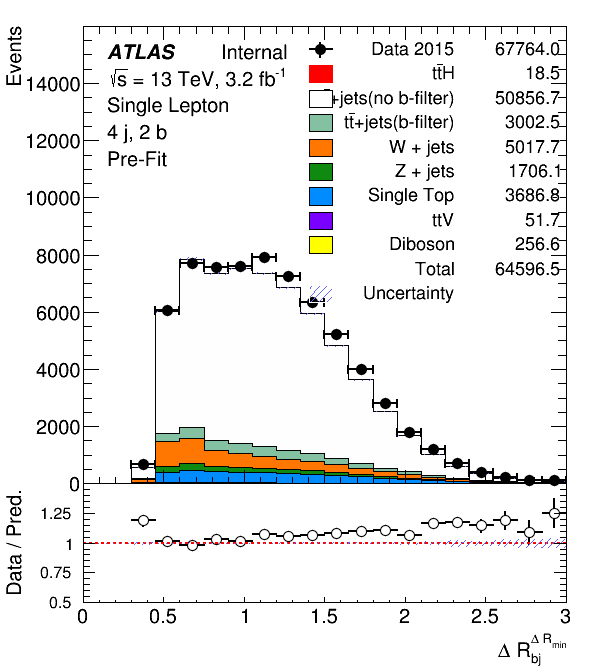 Events
14000
12000
10000
8000
6000
4000
2000
0
ATLAS Internal
√s = 13 TeV, 3.2 fb-1
Single Lepton
4 j, 2 b
Pre-Fit
Data 2015 67764.0
tt̄H 18.5
+jets(no b-filter) 50856.7
tt̄+jets(b-filter) 3002.5
W + jets 5017.7
Z + jets 1706.1
Single Top 3686.8
ttV 51.7
Diboson 256.6
Total 64596.5
Uncertainty
Data / Pred.
1.25
1
0.75
0.5
0 0.5 1 1.5 2 2.5 3
Δ R bj Δ Rmin